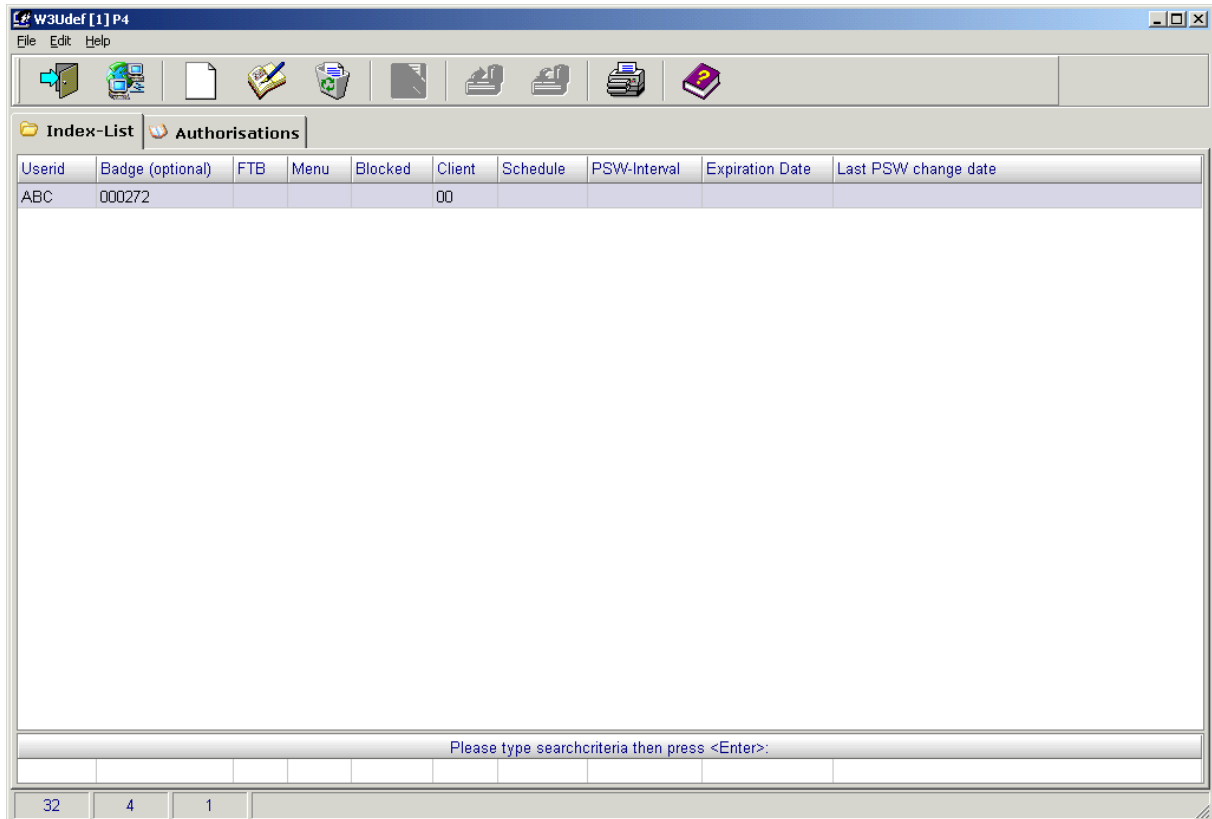 W3Udef [1] P4
File Edit Help
Index-List Authorisations
Userid Badge (optional) FTB Menu Blocked Client Schedule PSW-Interval Expiration Date Last PSW change date
ABC 000272 00
Please type searchcriteria then press <Enter>:
32 4 1